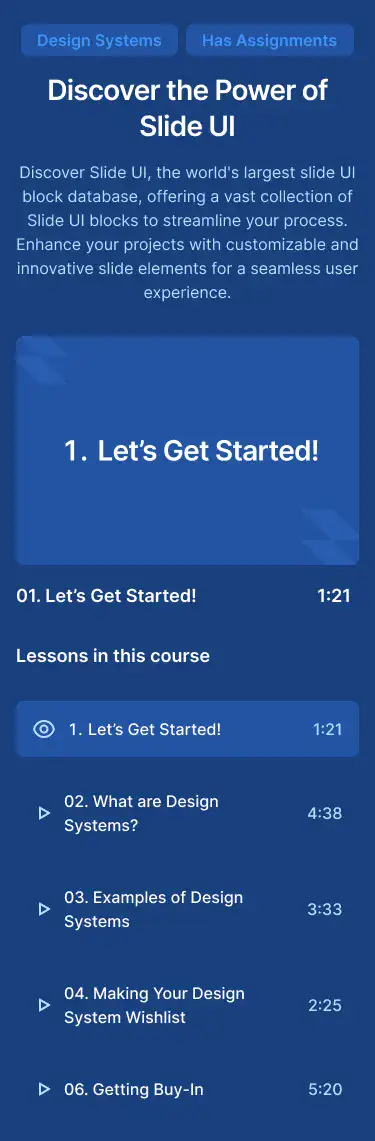 Design Systems
Has Assignments
Discover the Power of
Slide UI
Discover Slide UI, the world's largest slide UI
block database, offering a vast collection of
Slide UI blocks to streamline your process.
Enhance your projects with customizable and
innovative slide elements for a seamless user
experience.
1. Let’s Get Started!
01. Let’s Get Started!
1:21
Lessons in this course
1. Let’s Get Started!
1:21
02. What are Design
Systems?
4:38
03. Examples of Design
Systems
3:33
04. Making Your Design
System Wishlist
2:25
06. Getting Buy-In
5:20